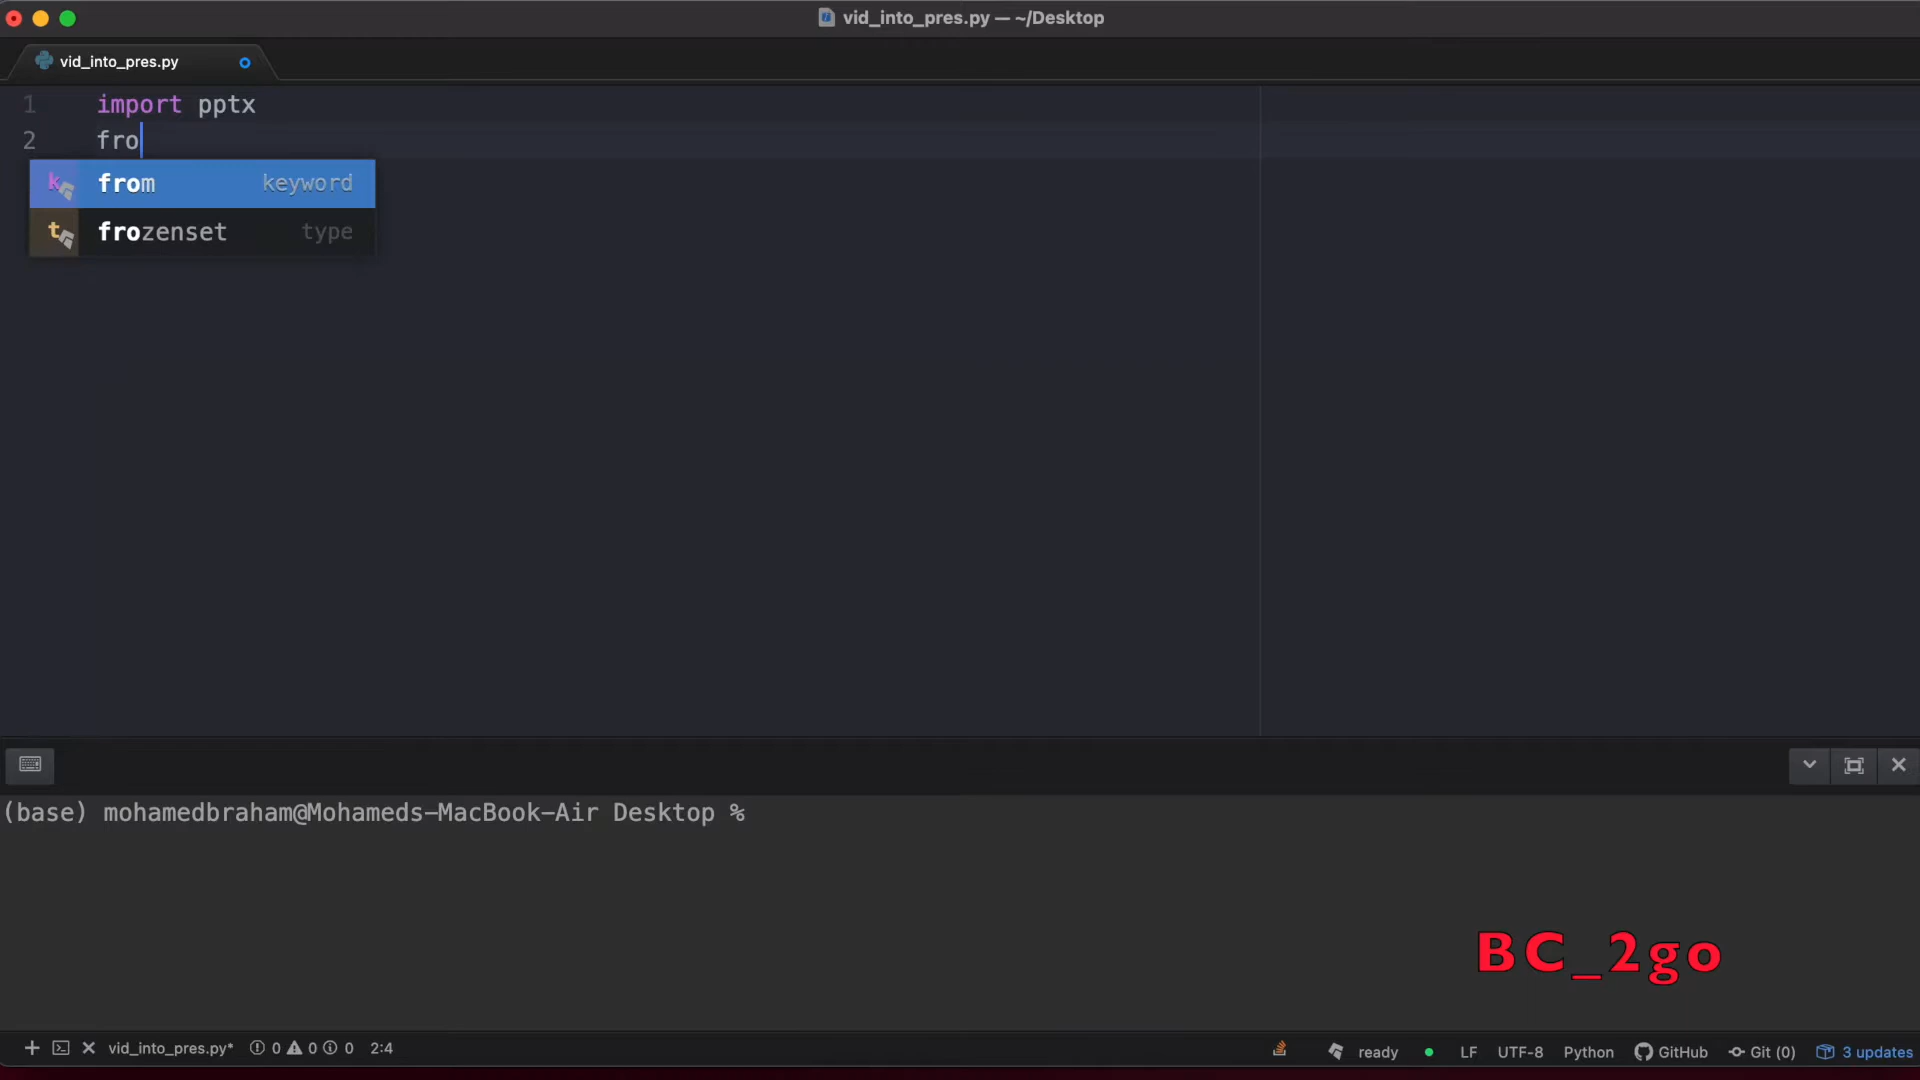 vid_into_pres.py — ~/Desktop
vid_into_pres.py
1 import pptx
2 fro
k from keyword
t frozenset type
(base) mohamedbraham@Mohameds-MacBook-Air Desktop %
BC_2go
vid_into_pres.py* 0 0 0 2:4 ready LF UTF-8 Python GitHub Git (0) 3 updates